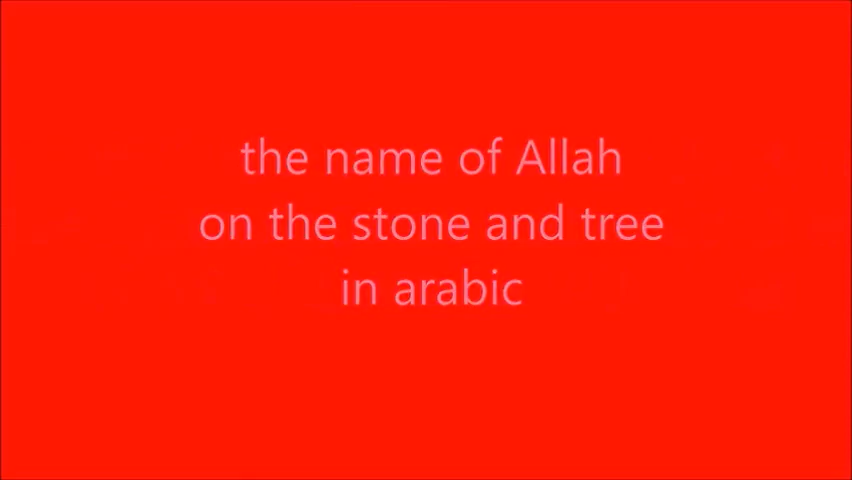 the name of Allah
on the stone and tree
in arabic